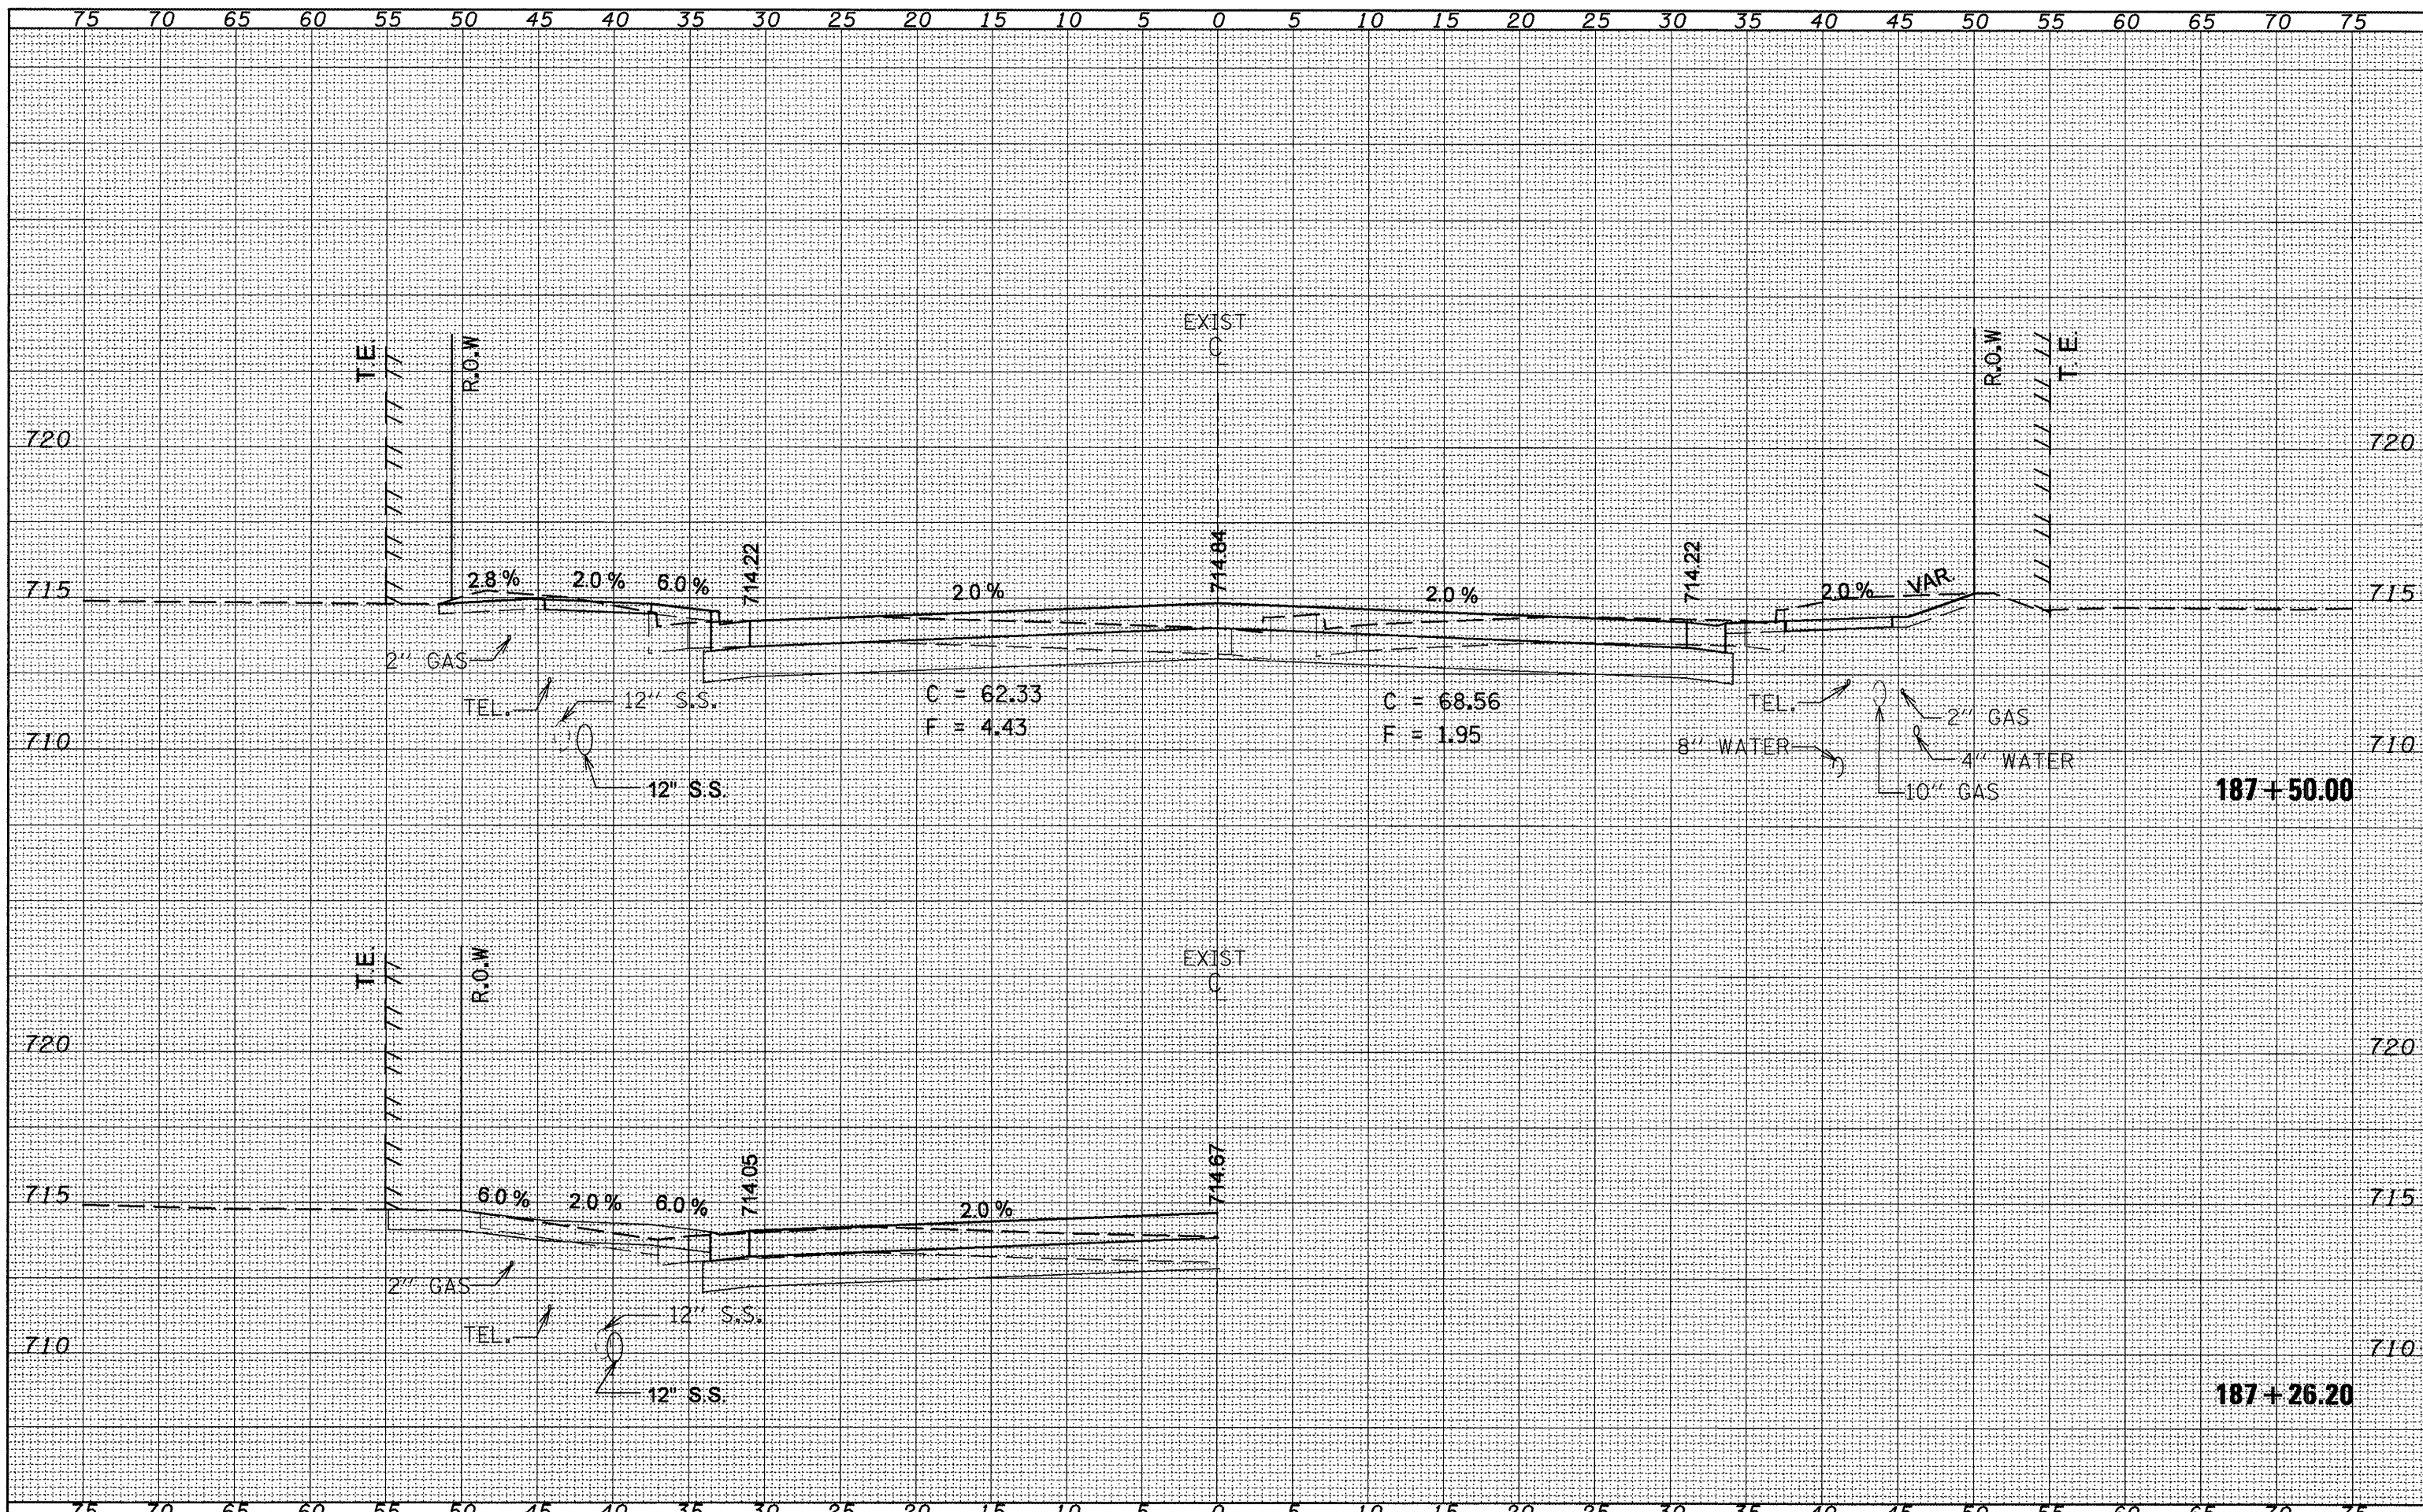 75 70 65 60 55 50 45 40 35 30 25 20 15 10 5 0 5 10 15 20 25 30 35 40 45 50 55 60 65 70 75
EXIST
C
T.E.
R.O.W
R.O.W
T.E.
720
720
714.22
714.84
714.22
715
2.8 %
2.0 %
6.0 %
2.0 %
2.0 %
2.0 %
VAR.
715
2'' GAS
TEL.
12'' S.S.
C = 62.33
F = 4.43
C = 68.56
F = 1.95
TEL.
2'' GAS
710
8'' WATER
4'' WATER
710
12" S.S.
10'' GAS
187 + 50.00
T.E.
R.O.W
EXIST
C
720
720
714.05
714.67
715
6.0 %
2.0 %
6.0 %
2.0 %
715
2'' GAS
TEL.
12'' S.S.
710
710
12" S.S.
187 + 26.20
75 70 65 60 55 50 45 40 35 30 25 20 15 10 5 0 5 10 15 20 25 30 35 40 45 50 55 60 65 70 75